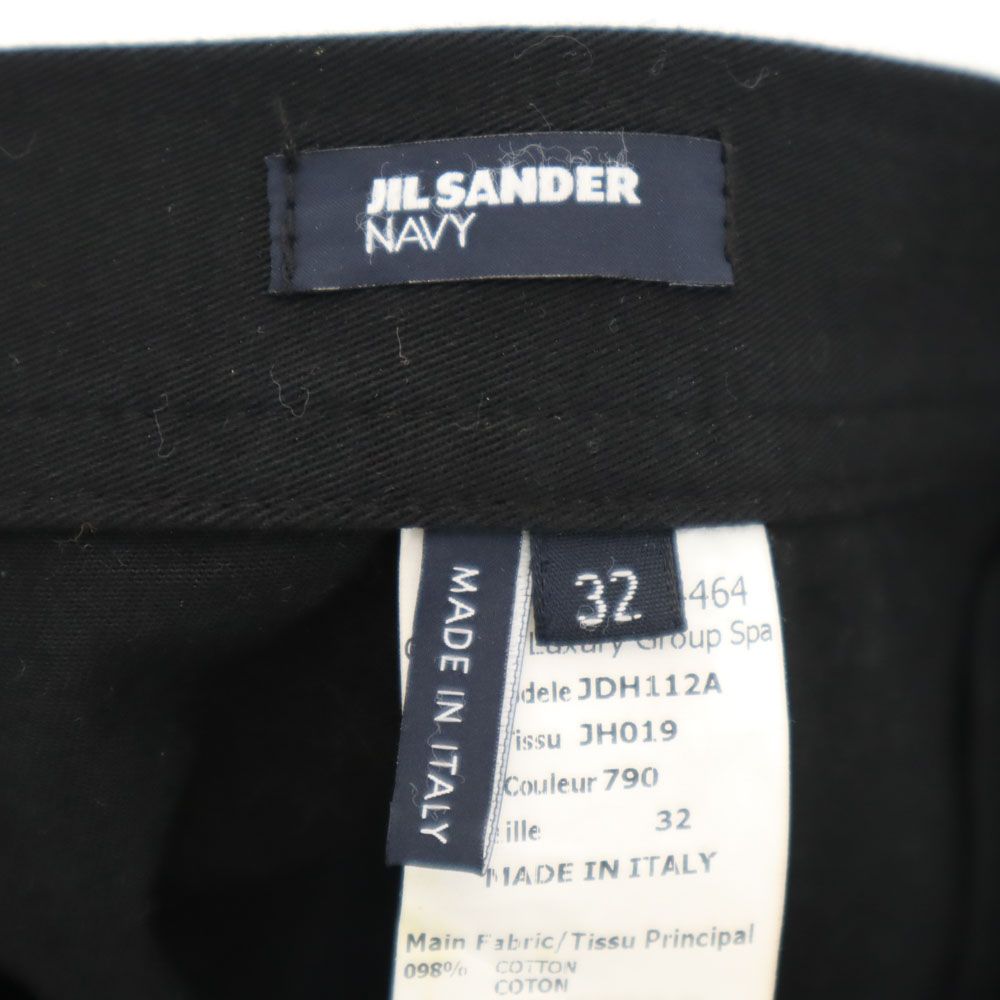 JIL SANDER
NAVY
MADE IN ITALY
32
-464
Luxury Group Spa
dele JDH112A
issu JH019
Couleur 790
ille 32
MADE IN ITALY
Main Fabric/Tissu Principal
098% COTTON
COTON